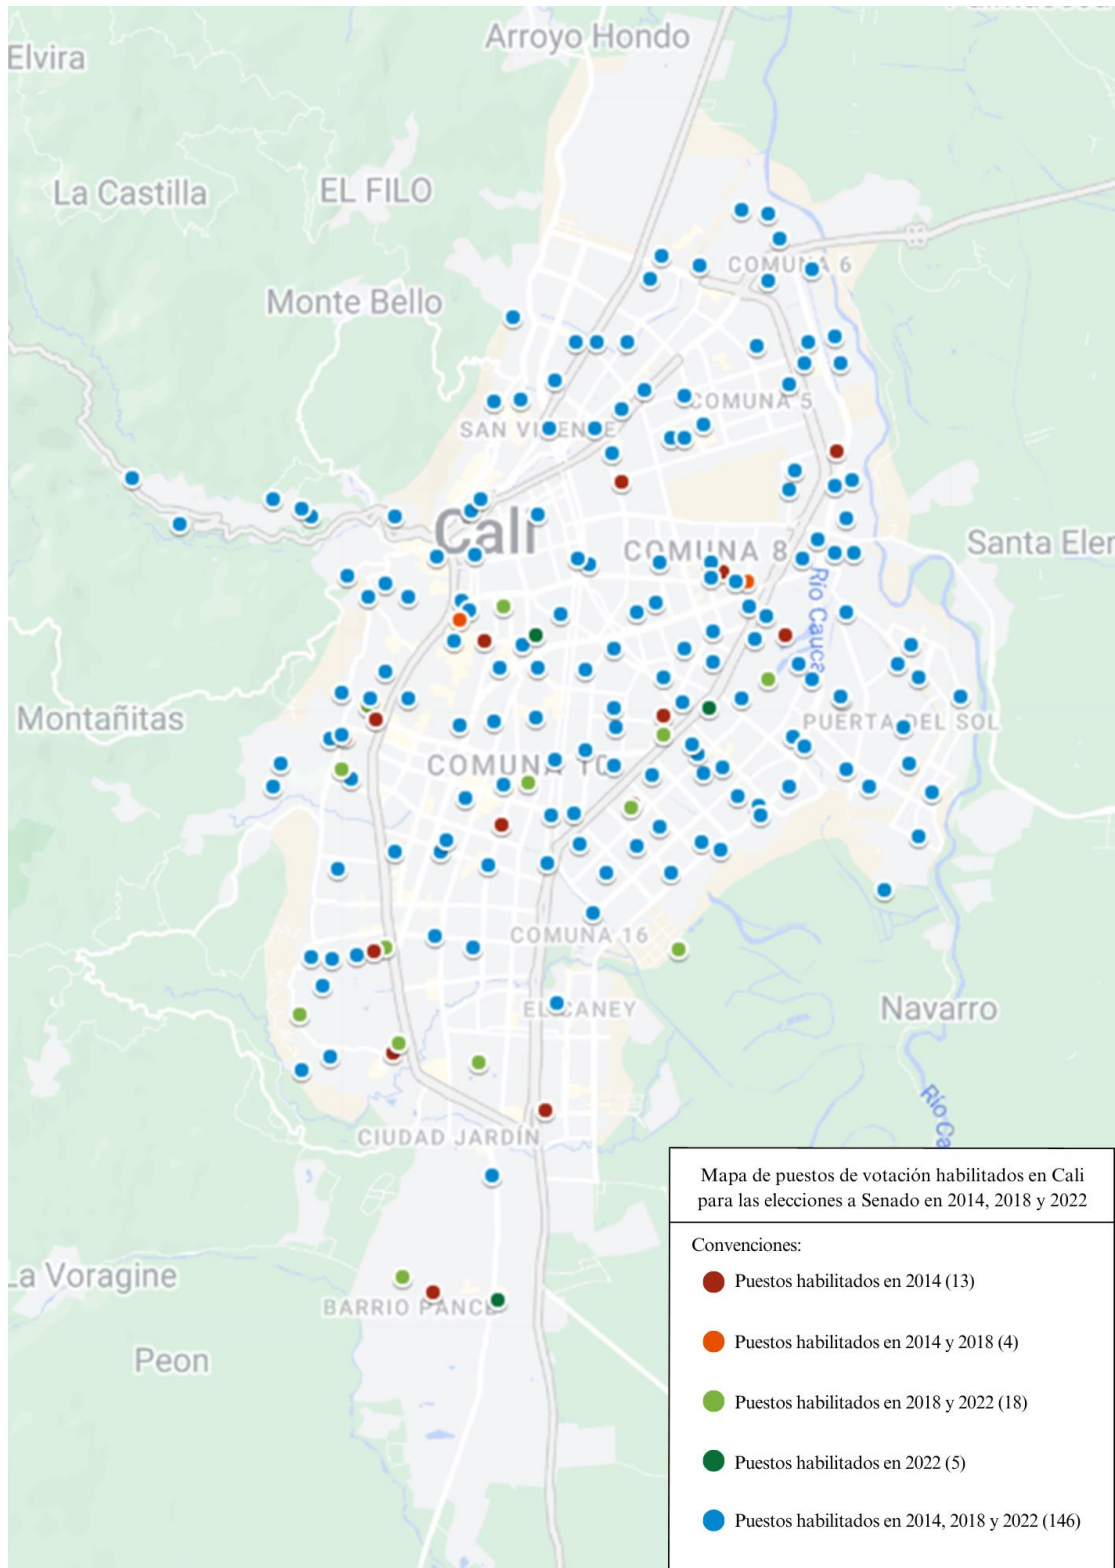 Arroyo Hondo
Elvira
La Castilla
EL FILO
COMUNA 6
Monte Bello
COMUNA 5
SAN VICENTE
Cali
COMUNA 8
Santa Eler
Río Cauca
Montañitas
PUERTA DEL SOL
COMUNA 10
COMUNA 16
EL CANEY
Navarro
Río Ca
CIUDAD JARDÍN
Mapa de puestos de votación habilitados en Cali
para las elecciones a Senado en 2014, 2018 y 2022
Convenciones:
La Voragine
Puestos habilitados en 2014 (13)
BARRIO PANCE
Puestos habilitados en 2014 y 2018 (4)
Peon
Puestos habilitados en 2018 y 2022 (18)
Puestos habilitados en 2022 (5)
Puestos habilitados en 2014, 2018 y 2022 (146)